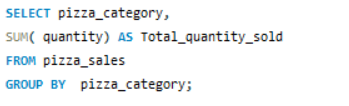 SELECT pizza_category,
SUM( quantity) AS Total_quantity_sold
FROM pizza_sales
GROUP BY  pizza_category;